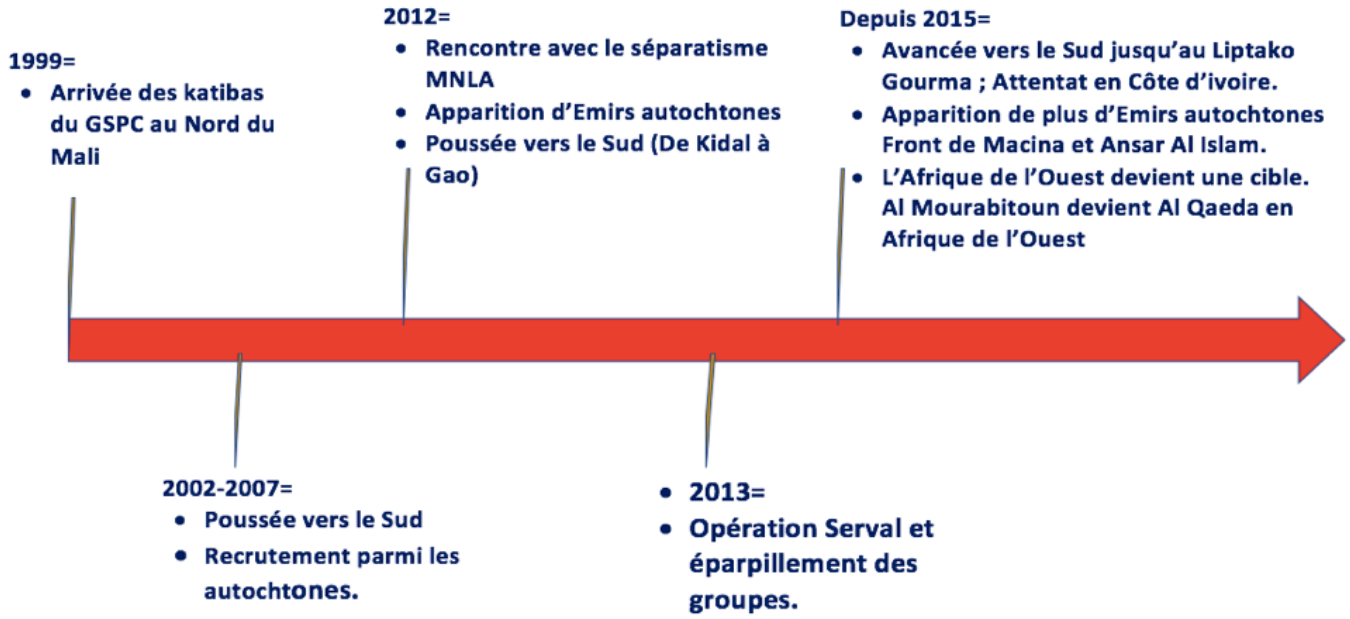 1999=
• Arrivée des katibas
du GSPC au Nord du
Mali
2012=
• Rencontre avec le séparatisme
MNLA
• Apparition d’Emirs autochtones
• Poussée vers le Sud (De Kidal à
Gao)
Depuis 2015=
• Avancée vers le Sud jusqu’au Liptako
Gourma ; Attentat en Côte d’ivoire.
• Apparition de plus d’Emirs autochtones
Front de Macina et Ansar Al Islam.
• L’Afrique de l’Ouest devient une cible.
Al Mourabitoun devient Al Qaeda en
Afrique de l’Ouest
2002-2007=
• Poussée vers le Sud
• Recrutement parmi les
autochtones.
• 2013=
• Opération Serval et
éparpillement des
groupes.